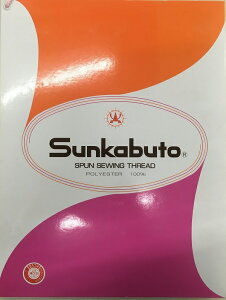 Sunkabuto®
SPUN SEWING THREAD
POLYESTER 100%